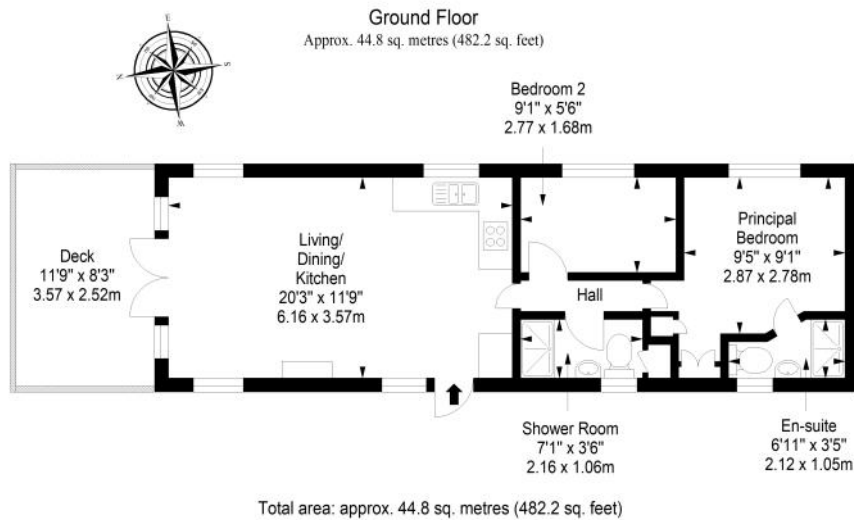 Ground Floor
Approx. 44.8 sq. metres (482.2 sq. feet)
E
S
N
W
Bedroom 2
9'1" x 5'6"
2.77 x 1.68m
Deck
11'9" x 8'3"
3.57 x 2.52m
Living/
Dining/
Kitchen
20'3" x 11'9"
6.16 x 3.57m
Principal
Bedroom
9'5" x 9'1"
2.87 x 2.78m
Hall
Shower Room
7'1" x 3'6"
2.16 x 1.06m
En-suite
6'11" x 3'5"
2.12 x 1.05m
Total area: approx. 44.8 sq. metres (482.2 sq. feet)